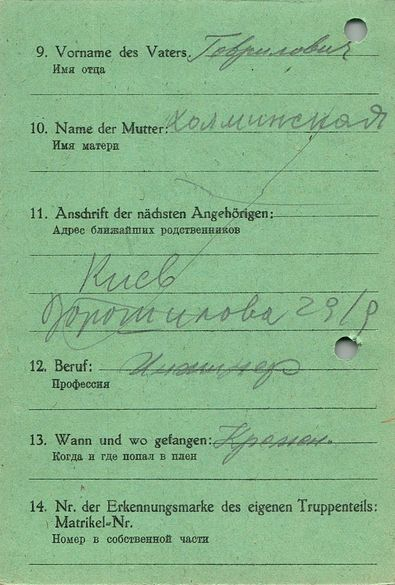 9. Vorname des Vaters. Гаврилович
Имя отца
10. Name der Mutter: Холминская
Имя матери
11. Anschrift der nächsten Angehörigen:
Адрес ближайших родственников
Киев
Ворошилова 29/9
12. Beruf: Инжинер
Профессия
13. Wann und wo gefangen: Кремен.
Когда и где попал в плен
14. Nr. der Erkennungsmarke des eigenen Truppenteils:
Matrikel-Nr.
Номер в собственной части